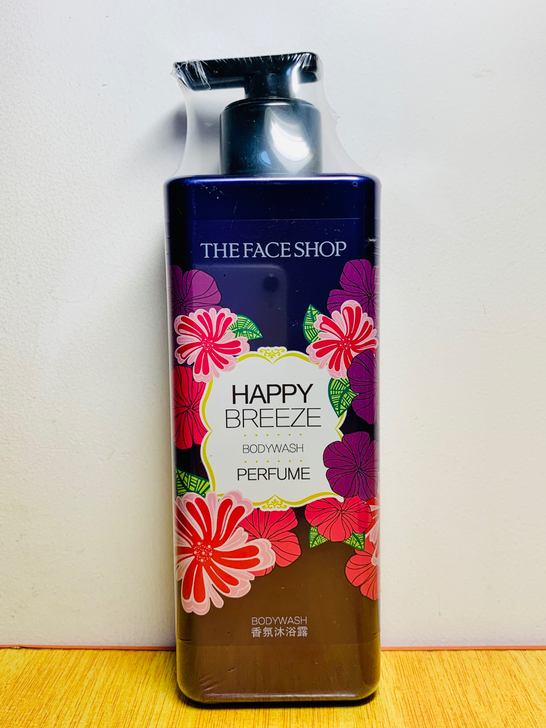 THE FACE SHOP
HAPPY
BREEZE
BODYWASH
PERFUME
BODYWASH
香氛沐浴露